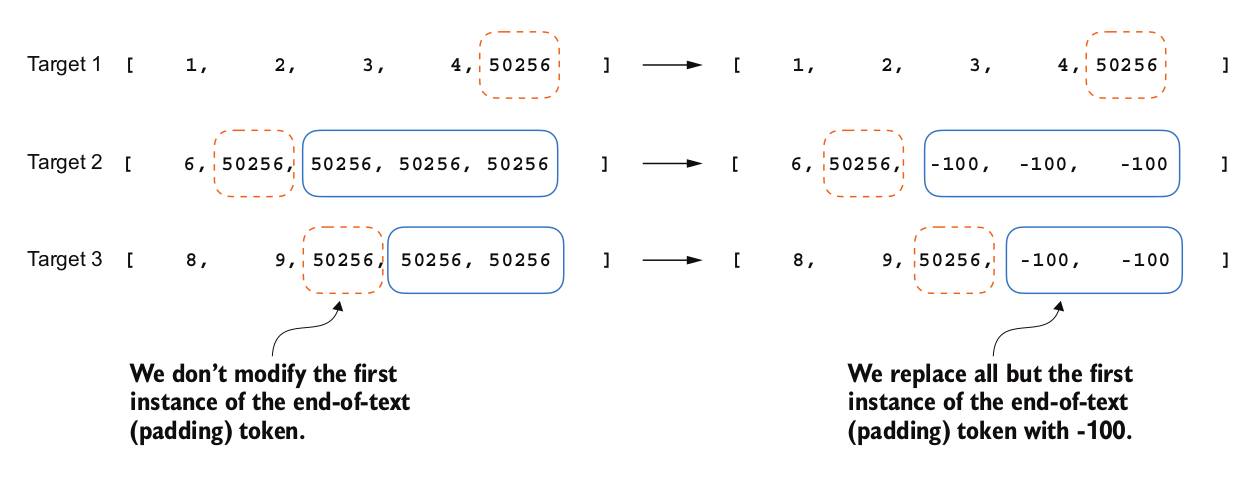 Target 1 [ 1, 2, 3, 4, 50256 ] [ 1, 2, 3, 4, 50256 ]
Target 2 [ 6, 50256, 50256, 50256, 50256 ] [ 6, 50256, -100, -100, -100 ]
Target 3 [ 8, 9, 50256, 50256, 50256 ] [ 8, 9, 50256, -100, -100 ]
We don’t modify the first
instance of the end-of-text
(padding) token.
We replace all but the first
instance of the end-of-text
(padding) token with -100.